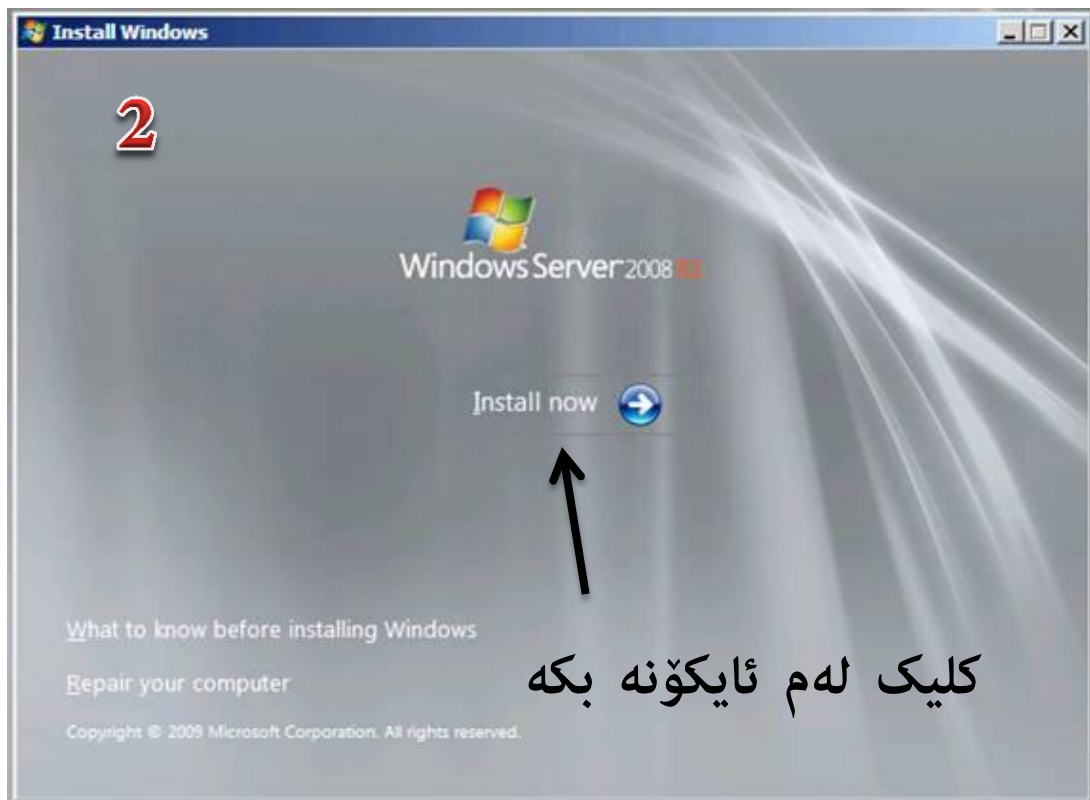 Install Windows
2
Windows Server 2008 R2
Install now
What to know before installing Windows
Repair your computer
کلیک لەم ئایکۆنە بکە
Copyright © 2009 Microsoft Corporation. All rights reserved.